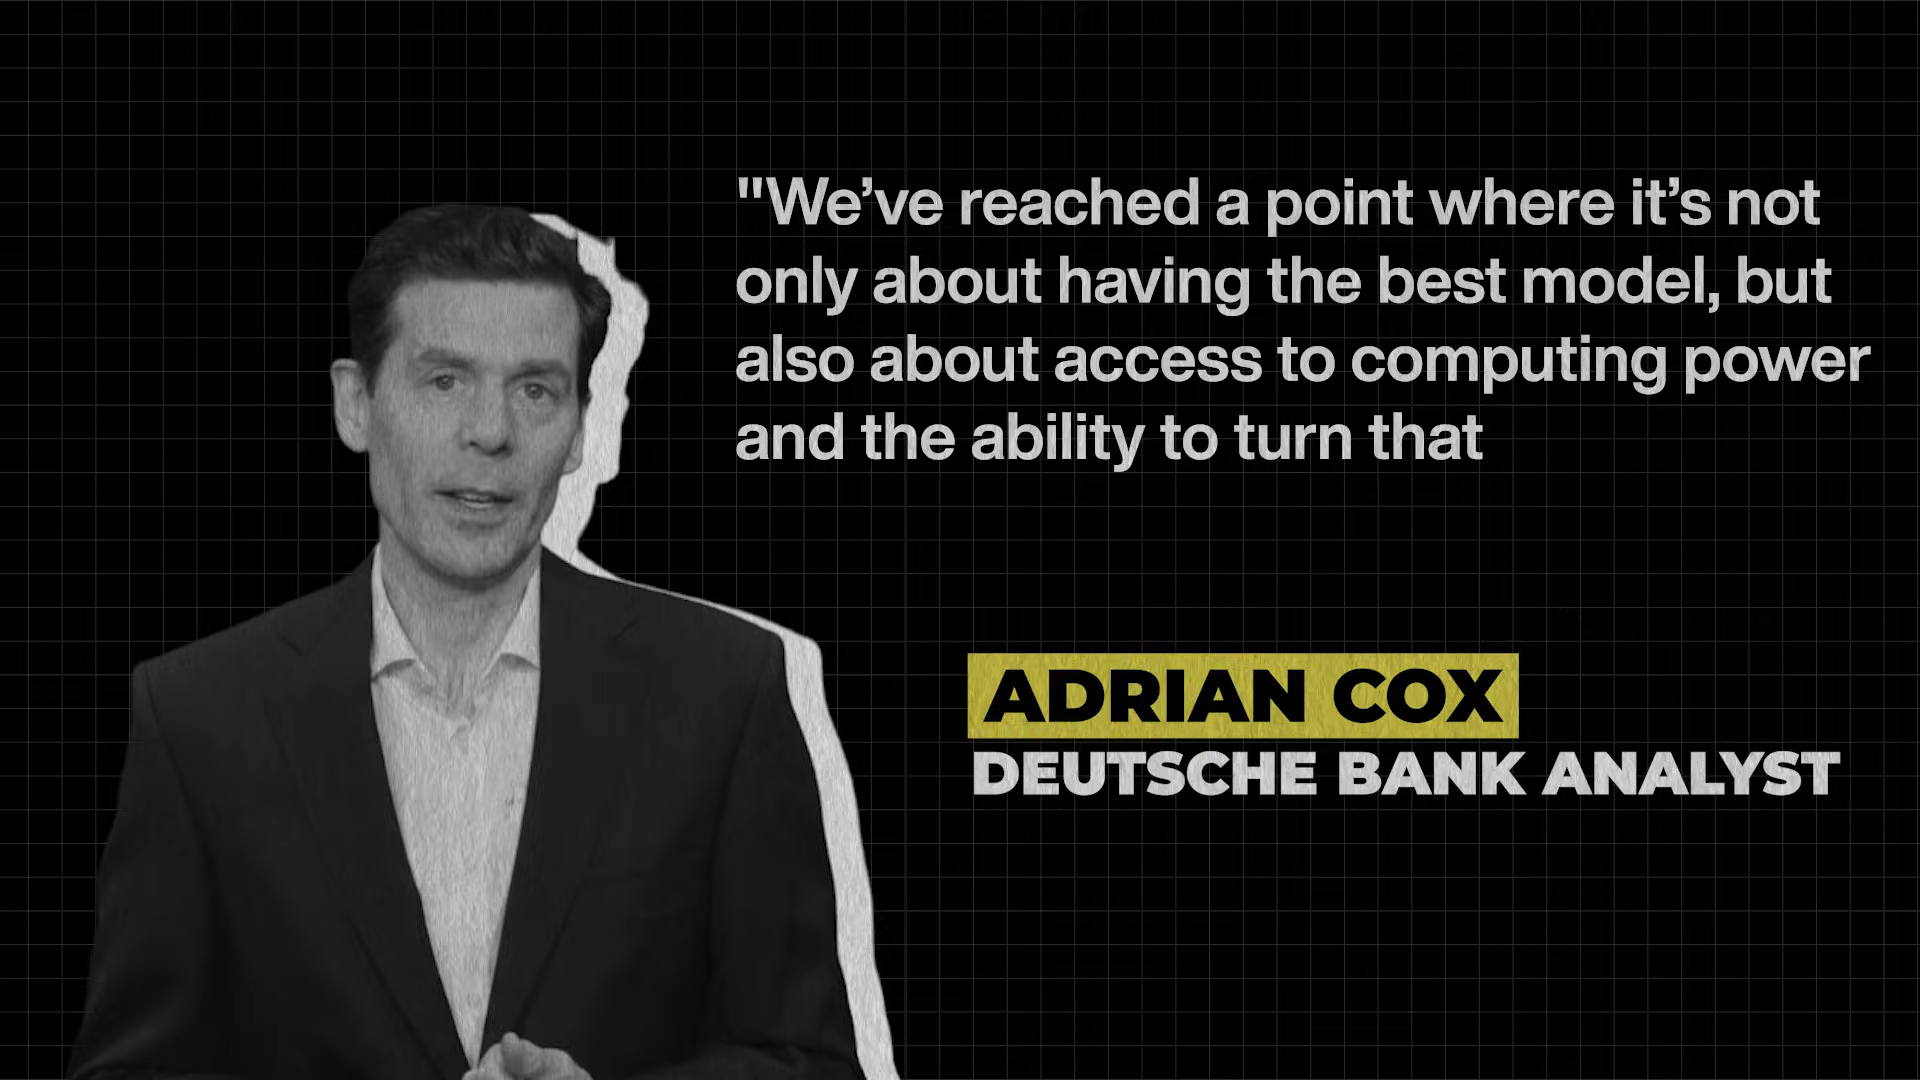 "We’ve reached a point where it’s not
only about having the best model, but
also about access to computing power
and the ability to turn that
ADRIAN COX
DEUTSCHE BANK ANALYST